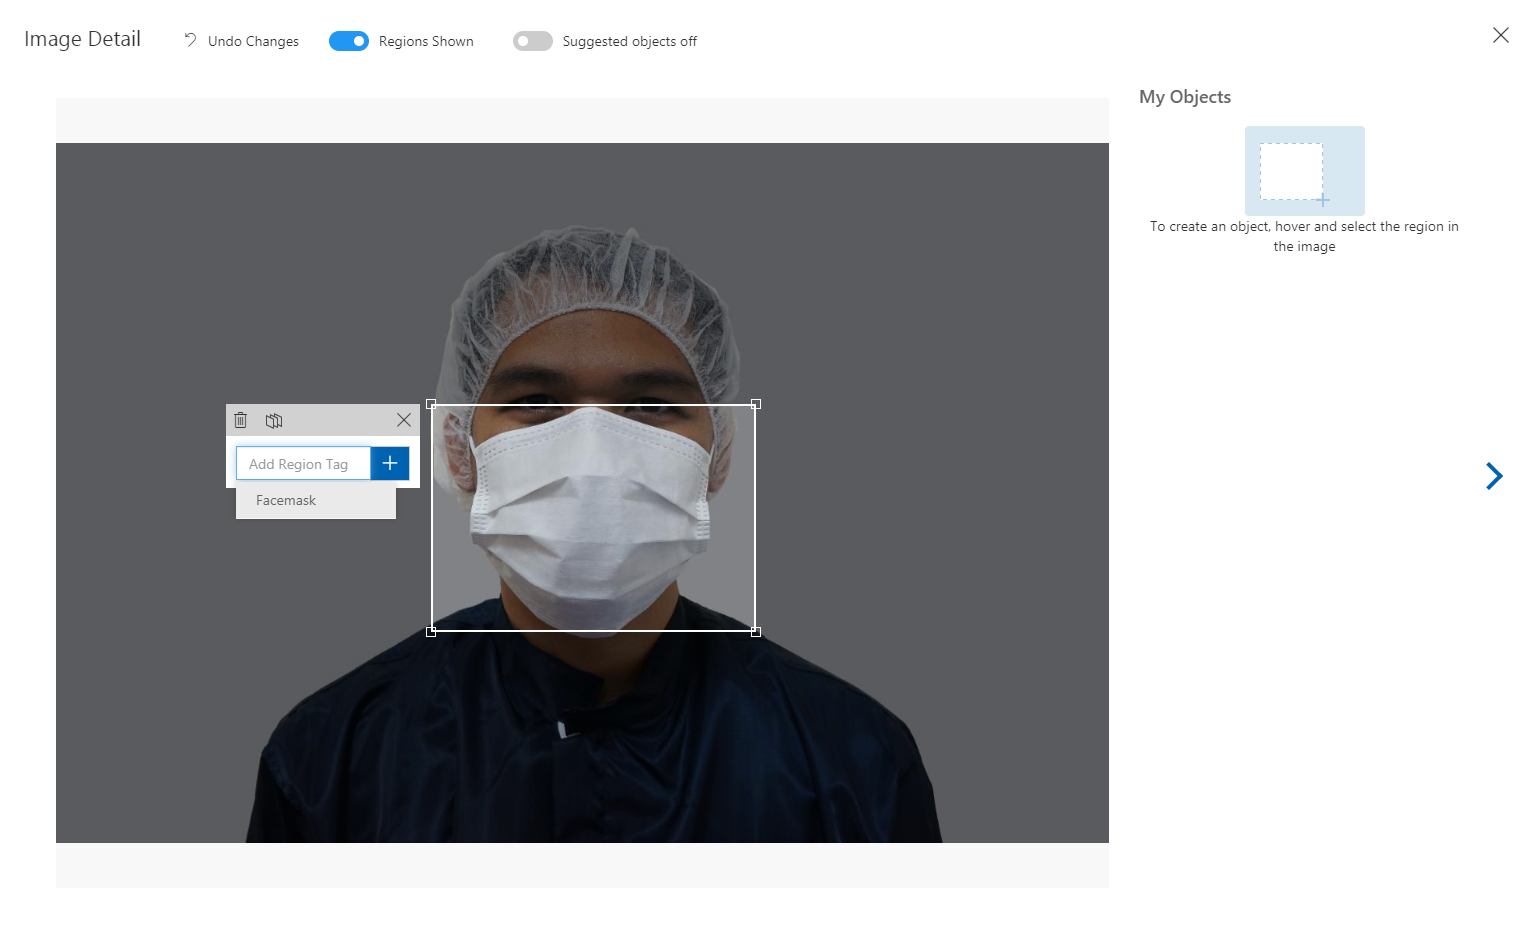 Image Detail
Undo Changes
Regions Shown
Suggested objects off
My Objects
To create an object, hover and select the region in
the image
Add Region Tag
Facemask